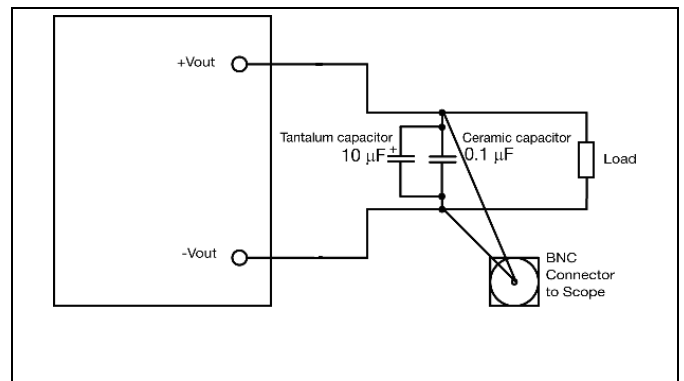 +Vout
Tantalum capacitor
10 µF +
Ceramic capacitor
0.1 µF
Load
-Vout
BNC
Connector
to Scope